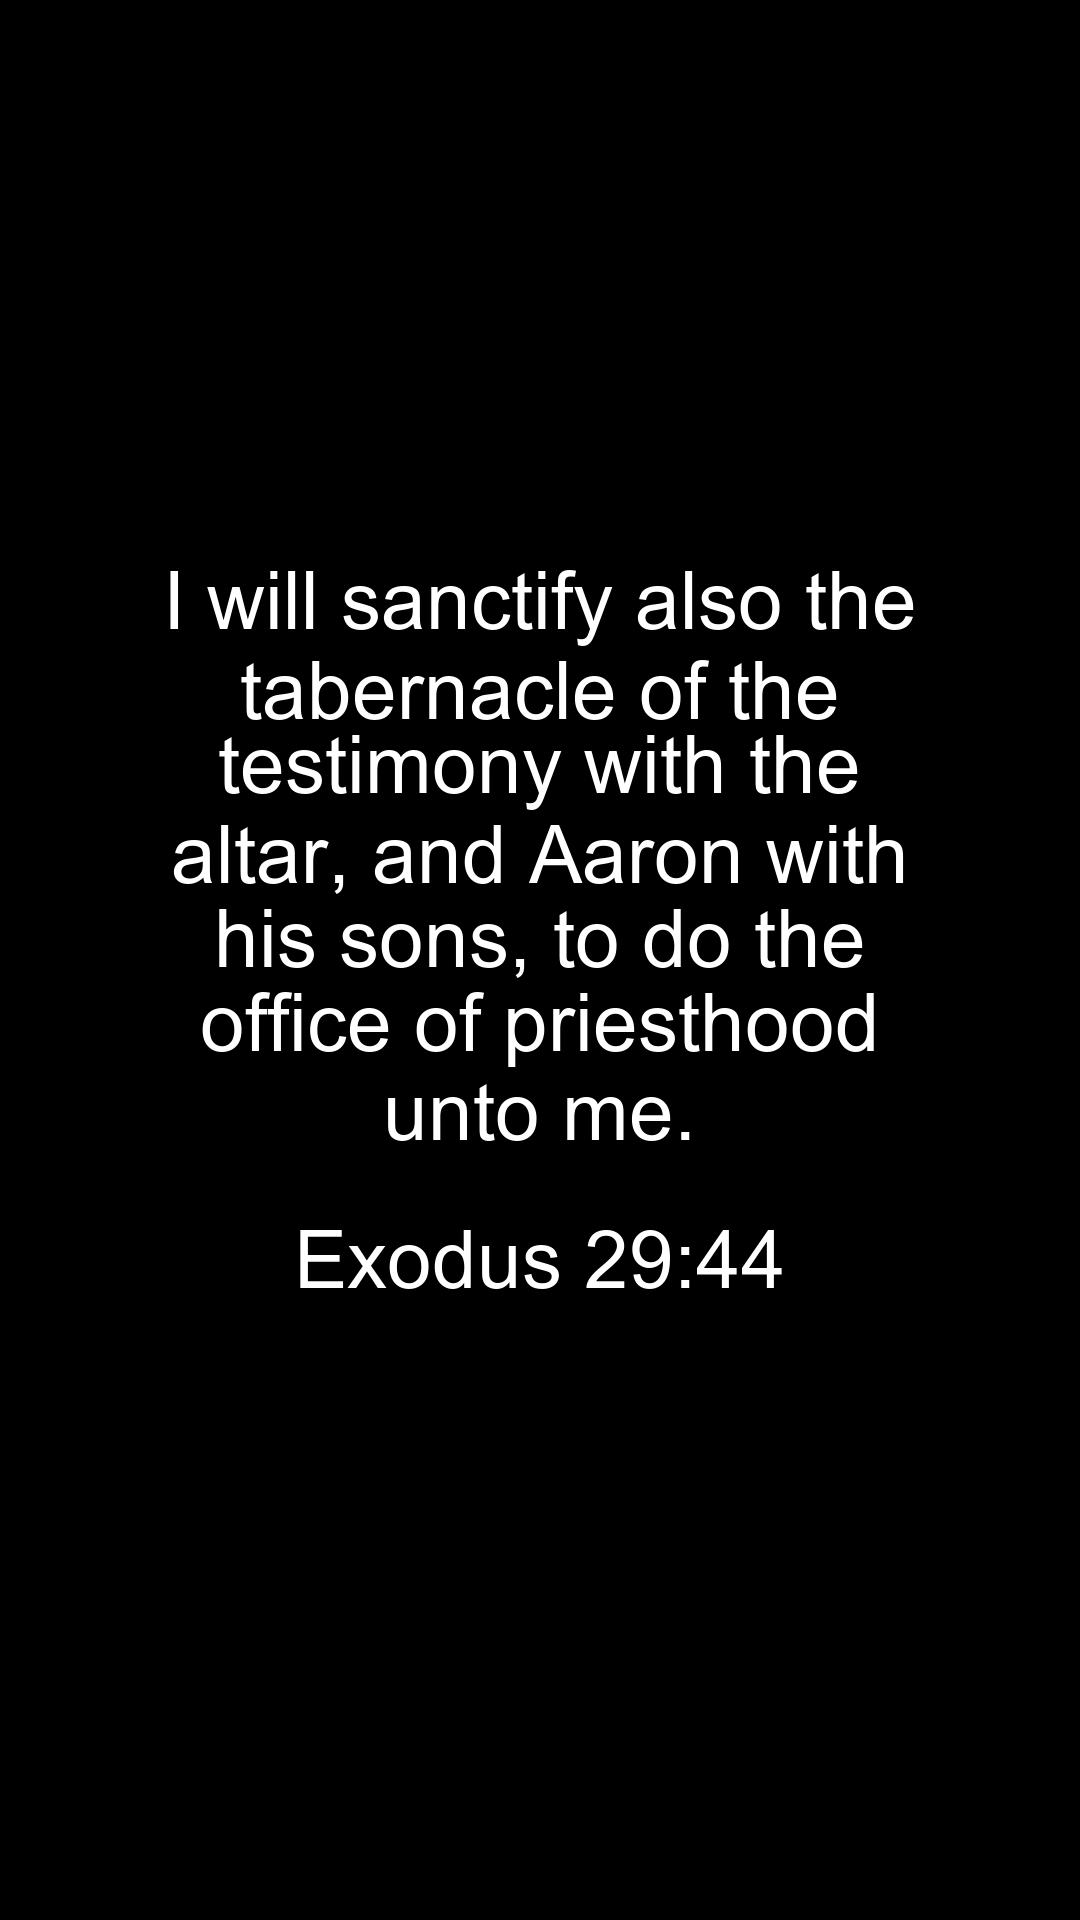 I will sanctify also the
tabernacle of the
testimony with the
altar, and Aaron with
his sons, to do the
office of priesthood
unto me.
Exodus 29:44